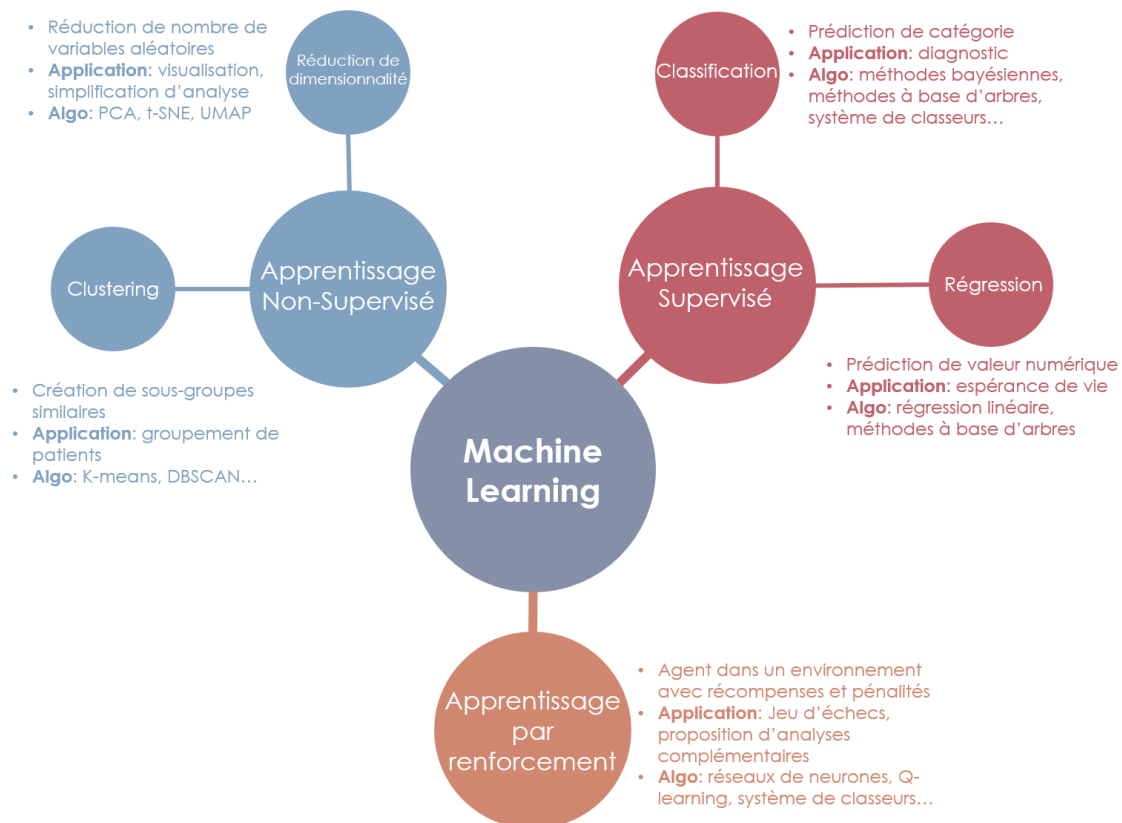 • Réduction de nombre de
variables aléatoires
• Application: visualisation,
simplification d’analyse
• Algo: PCA, t-SNE, UMAP
Réduction de
dimensionnalité
Classification
• Prédiction de catégorie
• Application: diagnostic
• Algo: méthodes bayésiennes,
méthodes à base d’arbres,
système de classeurs…
Clustering
Apprentissage
Non-Supervisé
Apprentissage
Supervisé
Régression
• Création de sous-groupes
similaires
• Application: groupement de
patients
• Algo: K-means, DBSCAN…
• Prédiction de valeur numérique
• Application: espérance de vie
• Algo: régression linéaire,
méthodes à base d’arbres
Machine
Learning
Apprentissage
par
renforcement
• Agent dans un environnement
avec récompenses et pénalités
• Application: Jeu d’échecs,
proposition d’analyses
complémentaires
• Algo: réseaux de neurones, Q-
learning, système de classeurs…